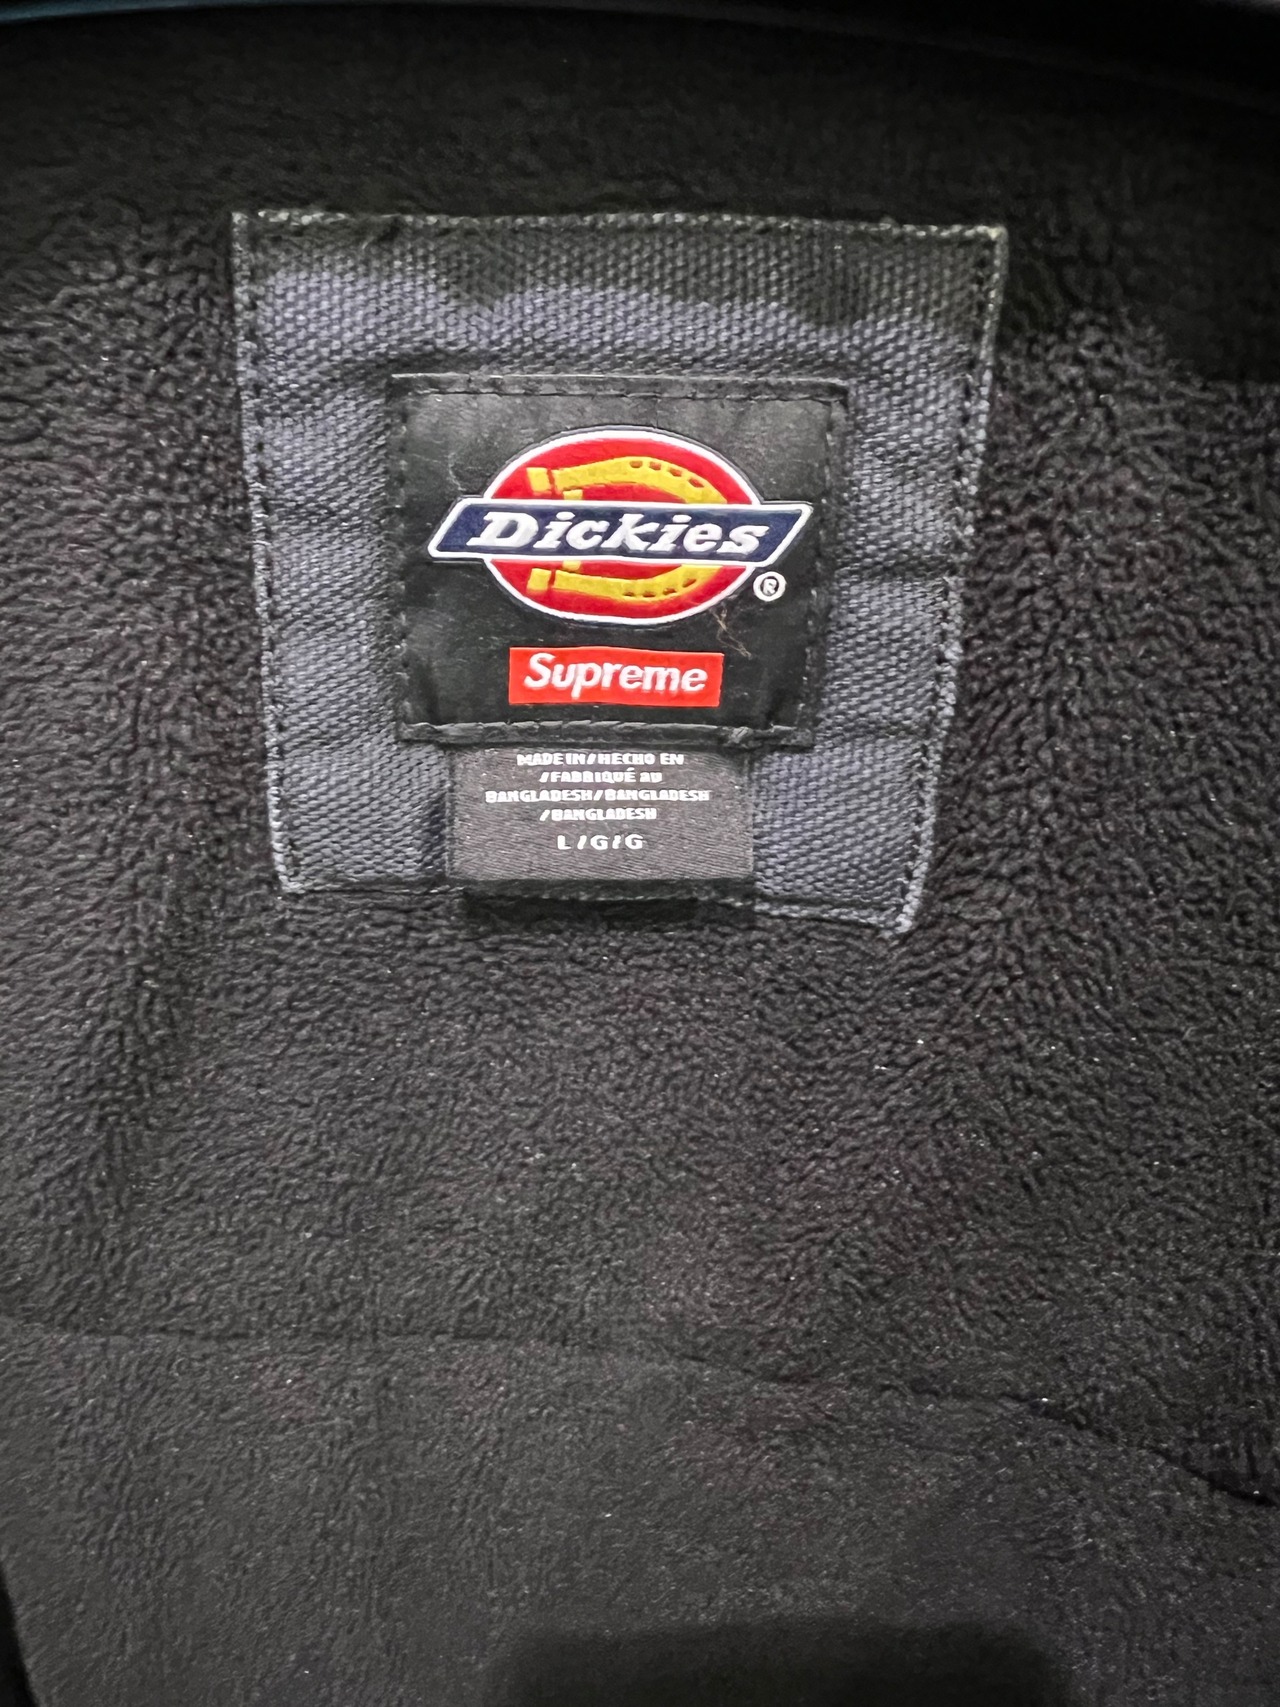 Dickies
®
Supreme
MADE IN/HECHO EN
/FABRIQUÉ AU
BANGLADESH/BANGLADESH
/BANGLADESH
L/G/G